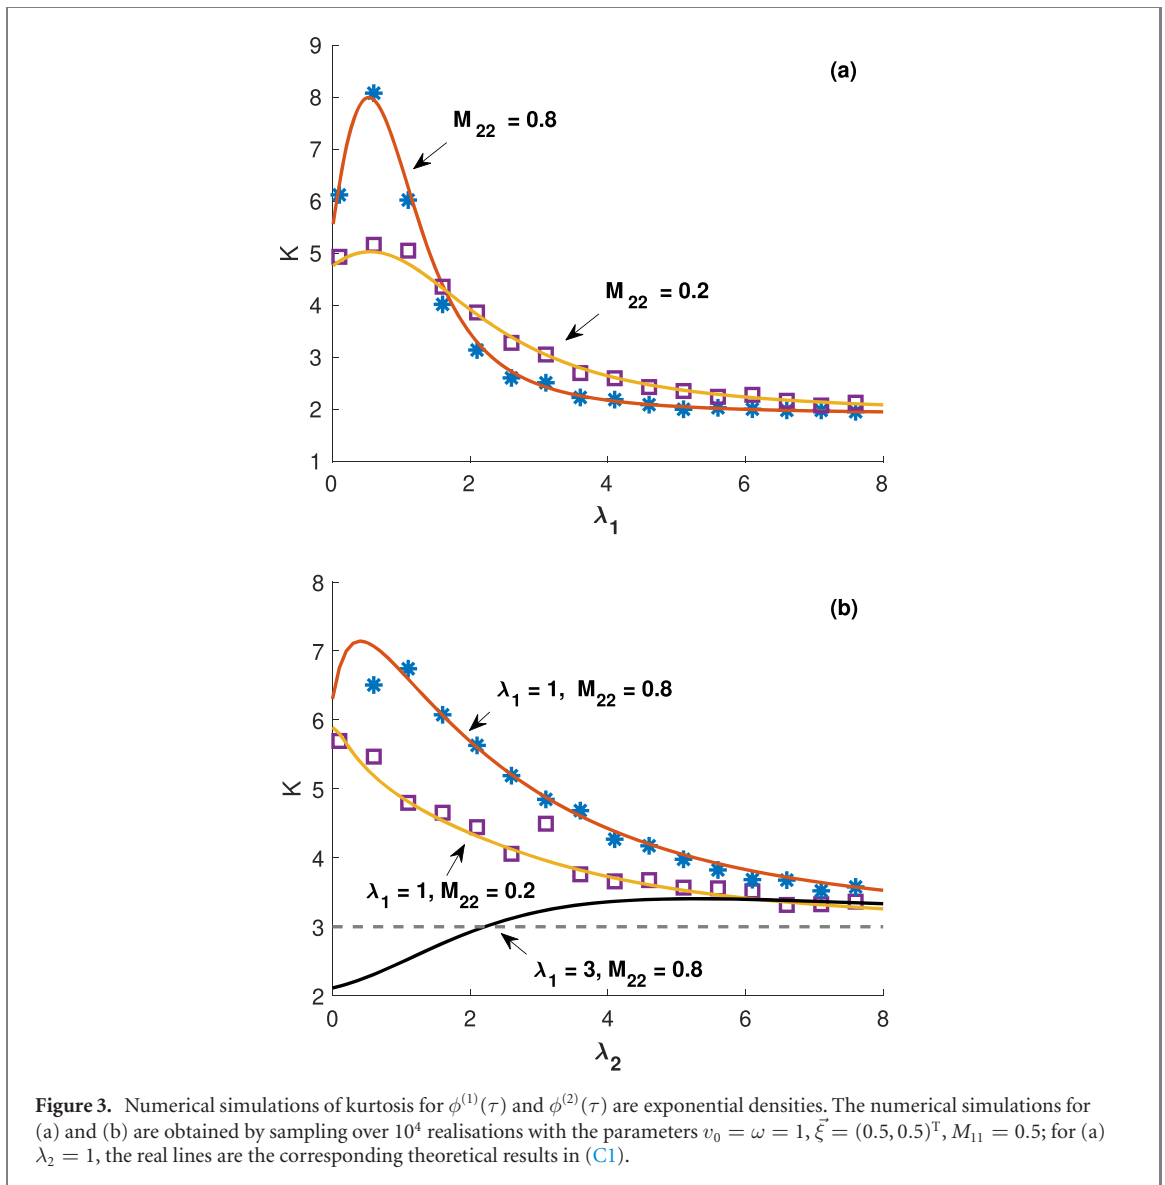 9
8
7
6
5
4
3
2
1
K
0
2
4
6
8
λ1
(a)
M22 = 0.8
M22 = 0.2
8
7
6
5
4
3
2
K
0
2
4
6
8
λ2
(b)
λ1 = 1, M22 = 0.8
λ1 = 1, M22 = 0.2
λ1 = 3, M22 = 0.8
Figure 3. Numerical simulations of kurtosis for ϕ(1)(τ) and ϕ(2)(τ) are exponential densities. The numerical simulations for
(a) and (b) are obtained by sampling over 10⁴ realisations with the parameters v0 = ω = 1, ξ⃗ = (0.5, 0.5)T, M11 = 0.5; for (a)
λ2 = 1, the real lines are the corresponding theoretical results in (C1).